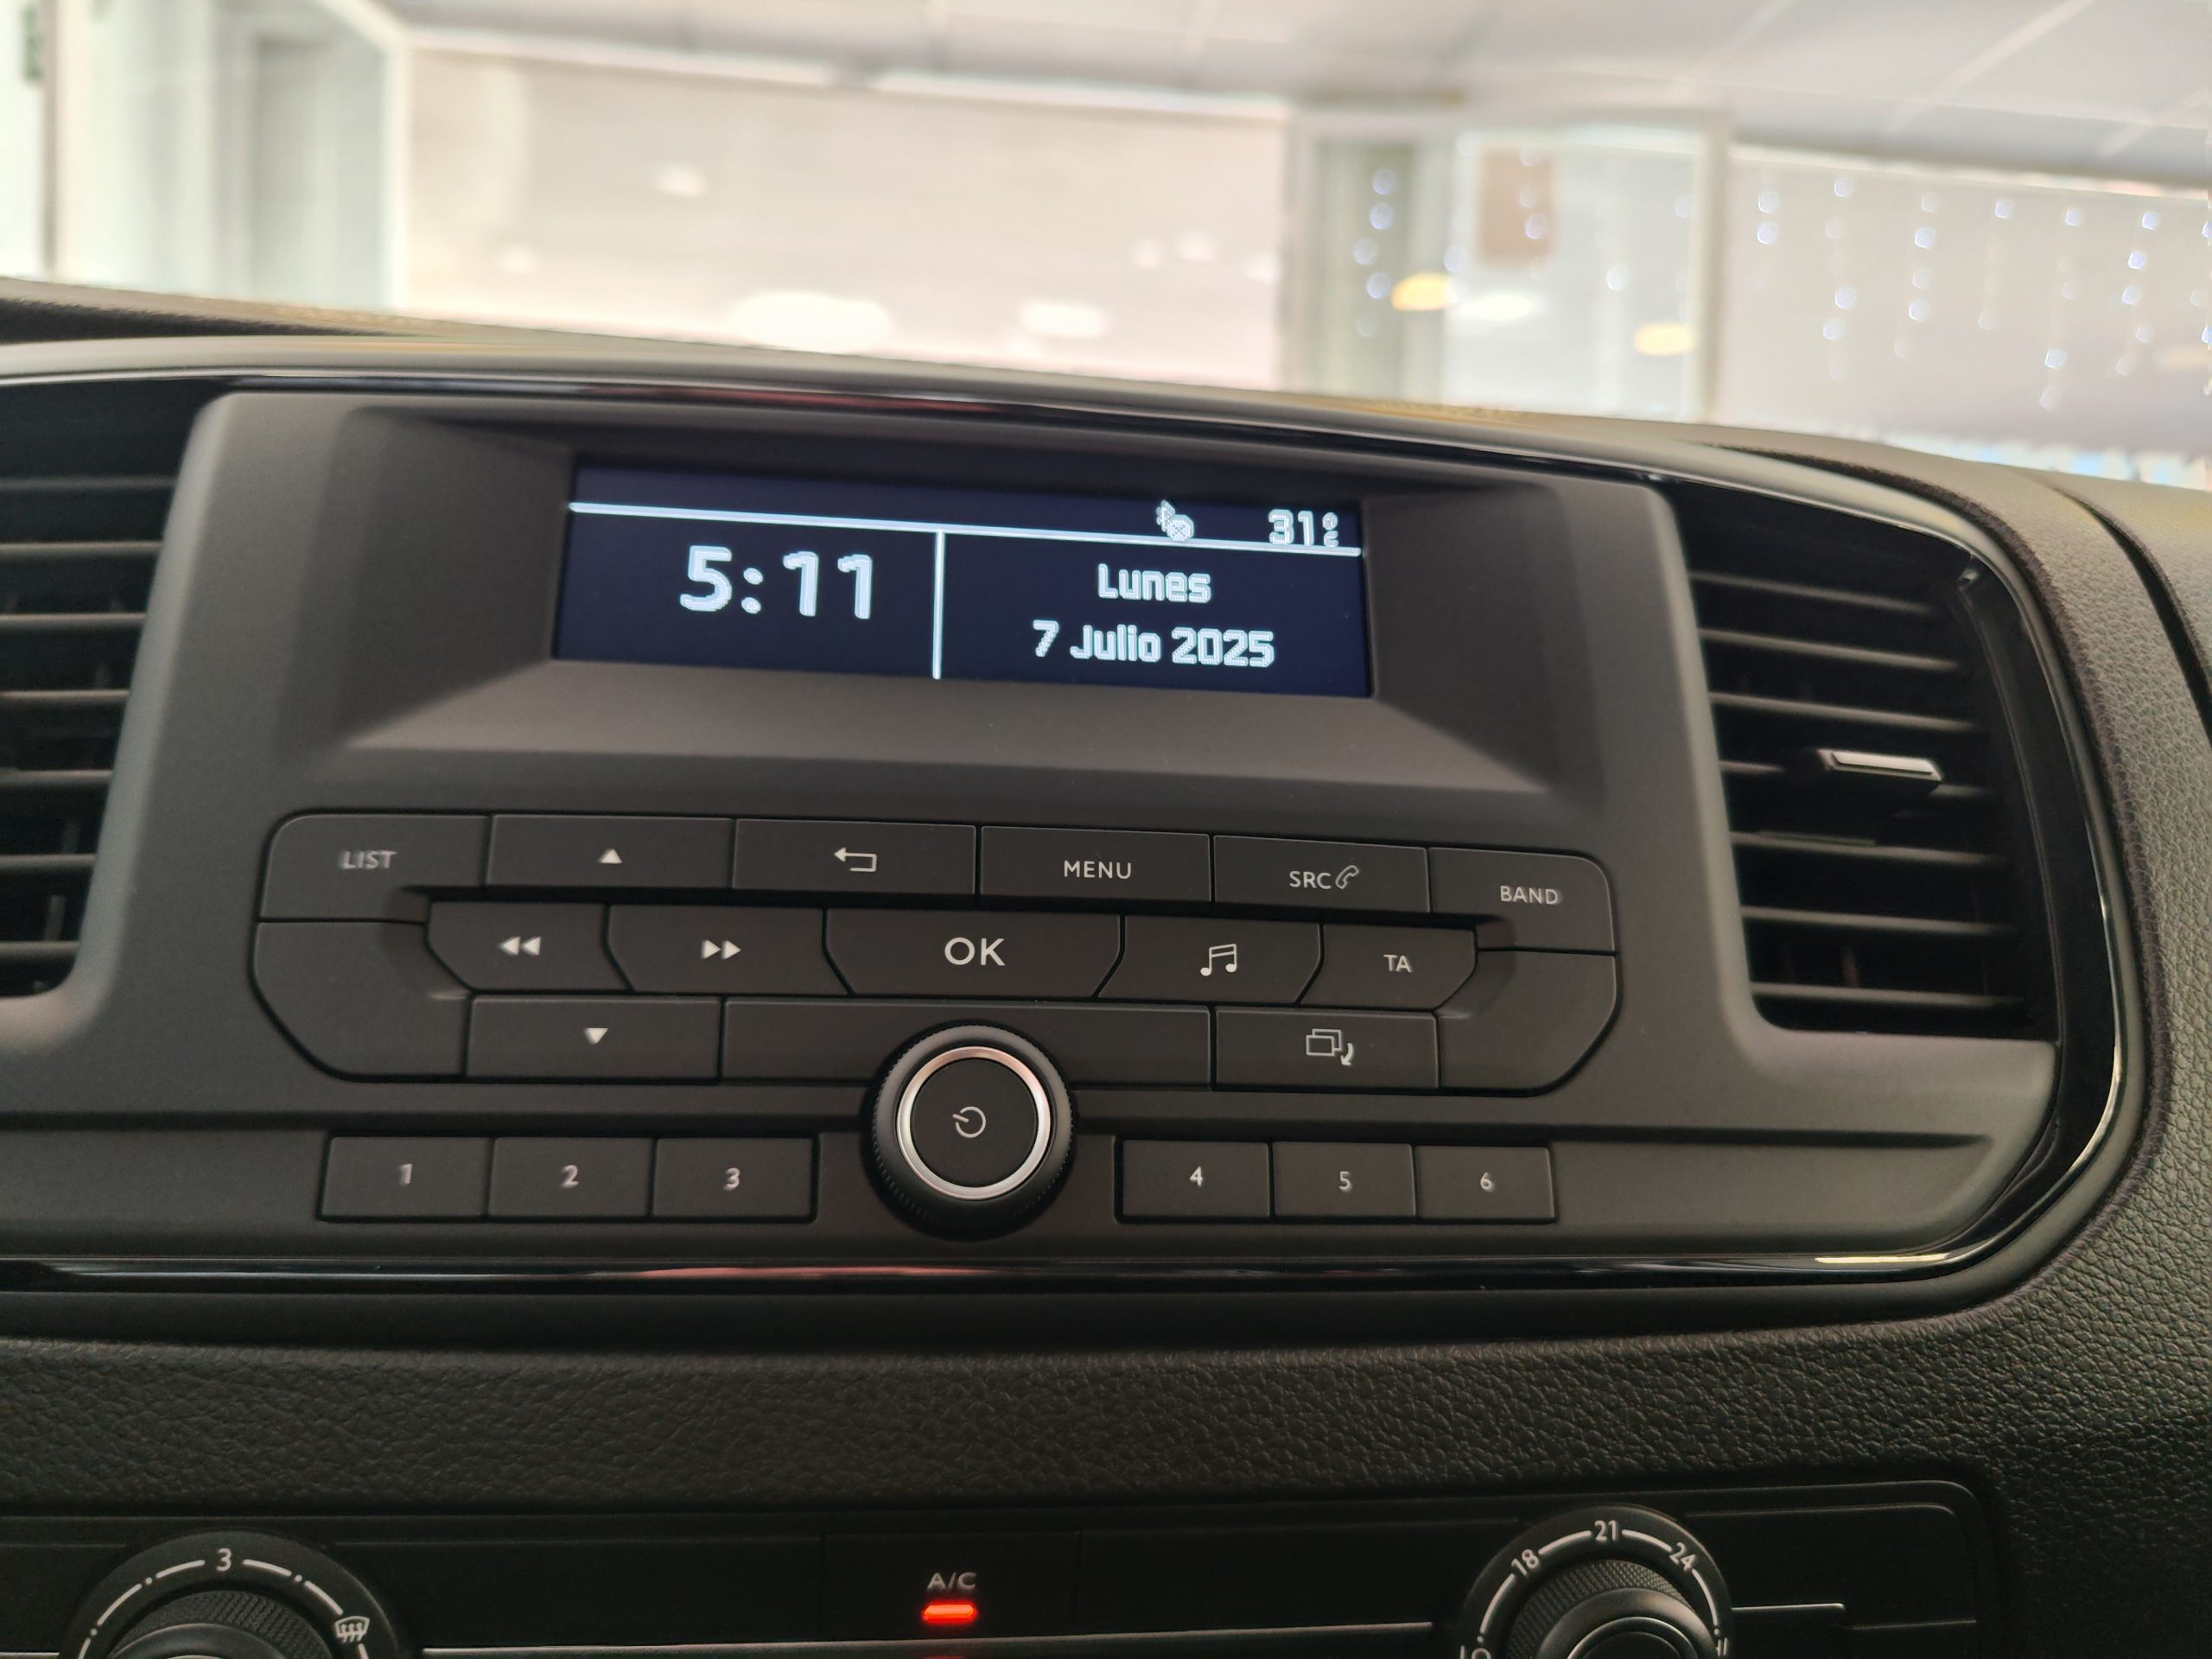 31°C
5:11
Lunes
7 Julio 2025
LIST
MENU
SRC
BAND
OK
TA
1 2 3 4 5 6
3
A/C
18 21 24
LO